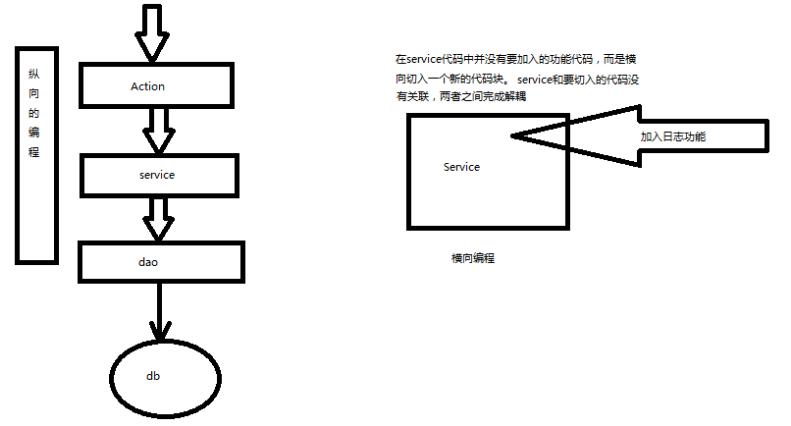 纵
向
的
编
程
Action
service
dao
db
在service代码中并没有要加入的功能代码，而是横
向切入一个新的代码块。 service和要切入的代码没
有关联，两者之间完成解耦
加入日志功能
Service
横向编程